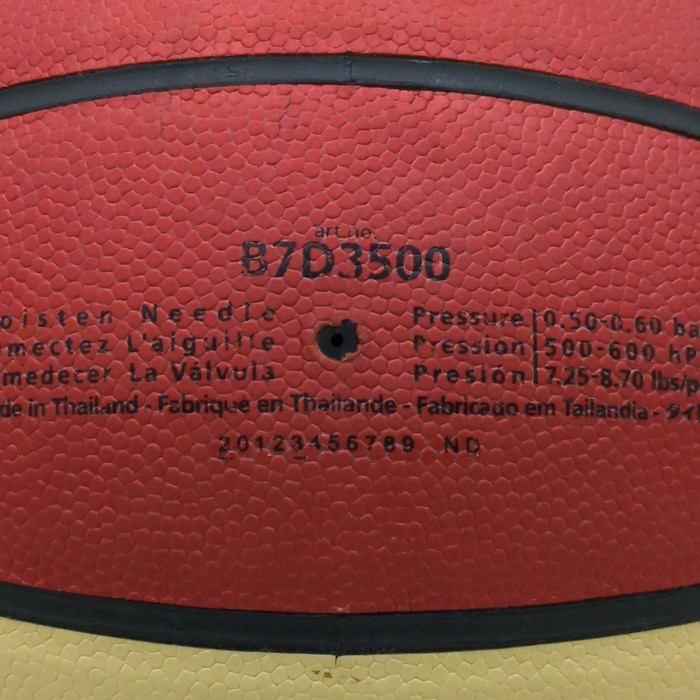 art.no.
B7D3500
oisten Needle
mectez L'aiguille
medecer La Válvula
Pressure 0.50-0.60 ba
Pression 500-600 hp
Presión 7.25-8.70 lbs/p
de in Thailand - Fabrique en Thailande - Fabricado em Tailandia -
20123456789 ND